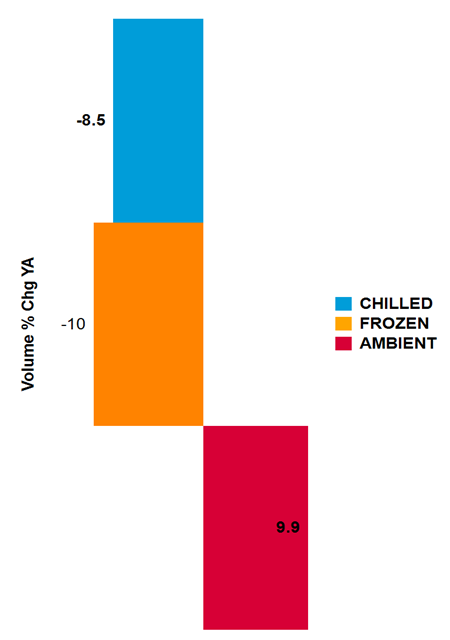 -8.5
Volume % Chg YA
-10
CHILLED
FROZEN
AMBIENT
9.9